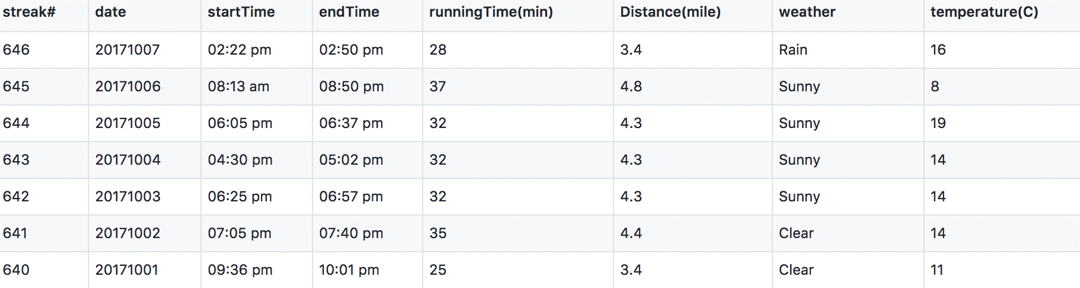 streak# date startTime endTime runningTime(min) Distance(mile) weather temperature(C)
646 20171007 02:22 pm 02:50 pm 28 3.4 Rain 16
645 20171006 08:13 am 08:50 pm 37 4.8 Sunny 8
644 20171005 06:05 pm 06:37 pm 32 4.3 Sunny 19
643 20171004 04:30 pm 05:02 pm 32 4.3 Sunny 14
642 20171003 06:25 pm 06:57 pm 32 4.3 Sunny 14
641 20171002 07:05 pm 07:40 pm 35 4.4 Clear 14
640 20171001 09:36 pm 10:01 pm 25 3.4 Clear 11